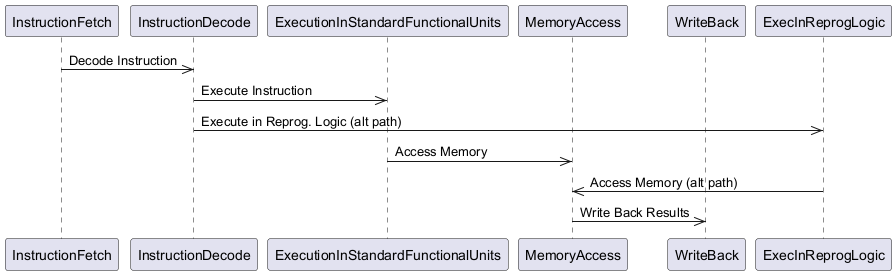 InstructionFetch InstructionDecode ExecutionInStandardFunctionalUnits MemoryAccess WriteBack ExecInReprogLogic
Decode Instruction
Execute Instruction
Execute in Reprog. Logic (alt path)
Access Memory
Access Memory (alt path)
Write Back Results
InstructionFetch InstructionDecode ExecutionInStandardFunctionalUnits MemoryAccess WriteBack ExecInReprogLogic